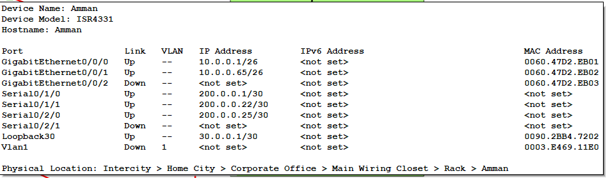 Device Name: Amman
Device Model: ISR4331
Hostname: Amman
Port Link VLAN IP Address IPv6 Address MAC Address
GigabitEthernet0/0/0 Up -- 10.0.0.1/26 <not set> 0060.47D2.EB01
GigabitEthernet0/0/1 Up -- 10.0.0.65/26 <not set> 0060.47D2.EB02
GigabitEthernet0/0/2 Down -- <not set> <not set> 0060.47D2.EB03
Serial0/1/0 Up -- 200.0.0.1/30 <not set> <not set>
Serial0/1/1 Up -- 200.0.0.22/30 <not set> <not set>
Serial0/2/0 Up -- 200.0.0.25/30 <not set> <not set>
Serial0/2/1 Down -- <not set> <not set> <not set>
Loopback30 Up -- 30.0.0.1/30 <not set> 0090.2BB4.7202
Vlan1 Down 1 <not set> <not set> 0003.E469.11E0
Physical Location: Intercity > Home City > Corporate Office > Main Wiring Closet > Rack > Amman